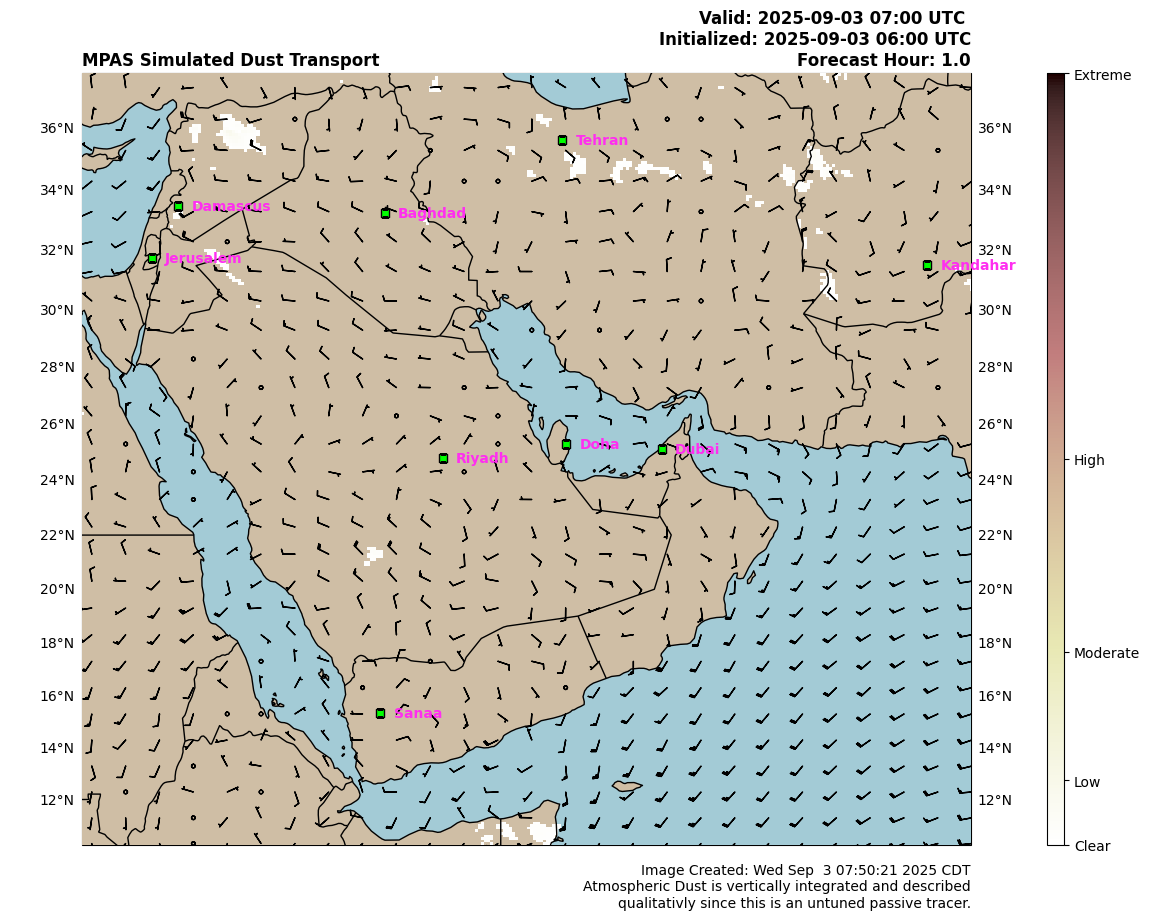 Valid: 2025-09-03 07:00 UTC
Initialized: 2025-09-03 06:00 UTC
MPAS Simulated Dust Transport
Forecast Hour: 1.0
Extreme
36°N
36°N
Tehran
34°N
34°N
Damascus
Baghdad
32°N
32°N
Jerusalem
Kandahar
30°N
30°N
28°N
28°N
26°N
26°N
Doha
Dubai
Riyadh
High
24°N
24°N
22°N
22°N
20°N
20°N
18°N
18°N
Moderate
16°N
16°N
Sanaa
14°N
14°N
Low
12°N
12°N
Clear
Image Created: Wed Sep  3 07:50:21 2025 CDT
Atmospheric Dust is vertically integrated and described
qualitativly since this is an untuned passive tracer.